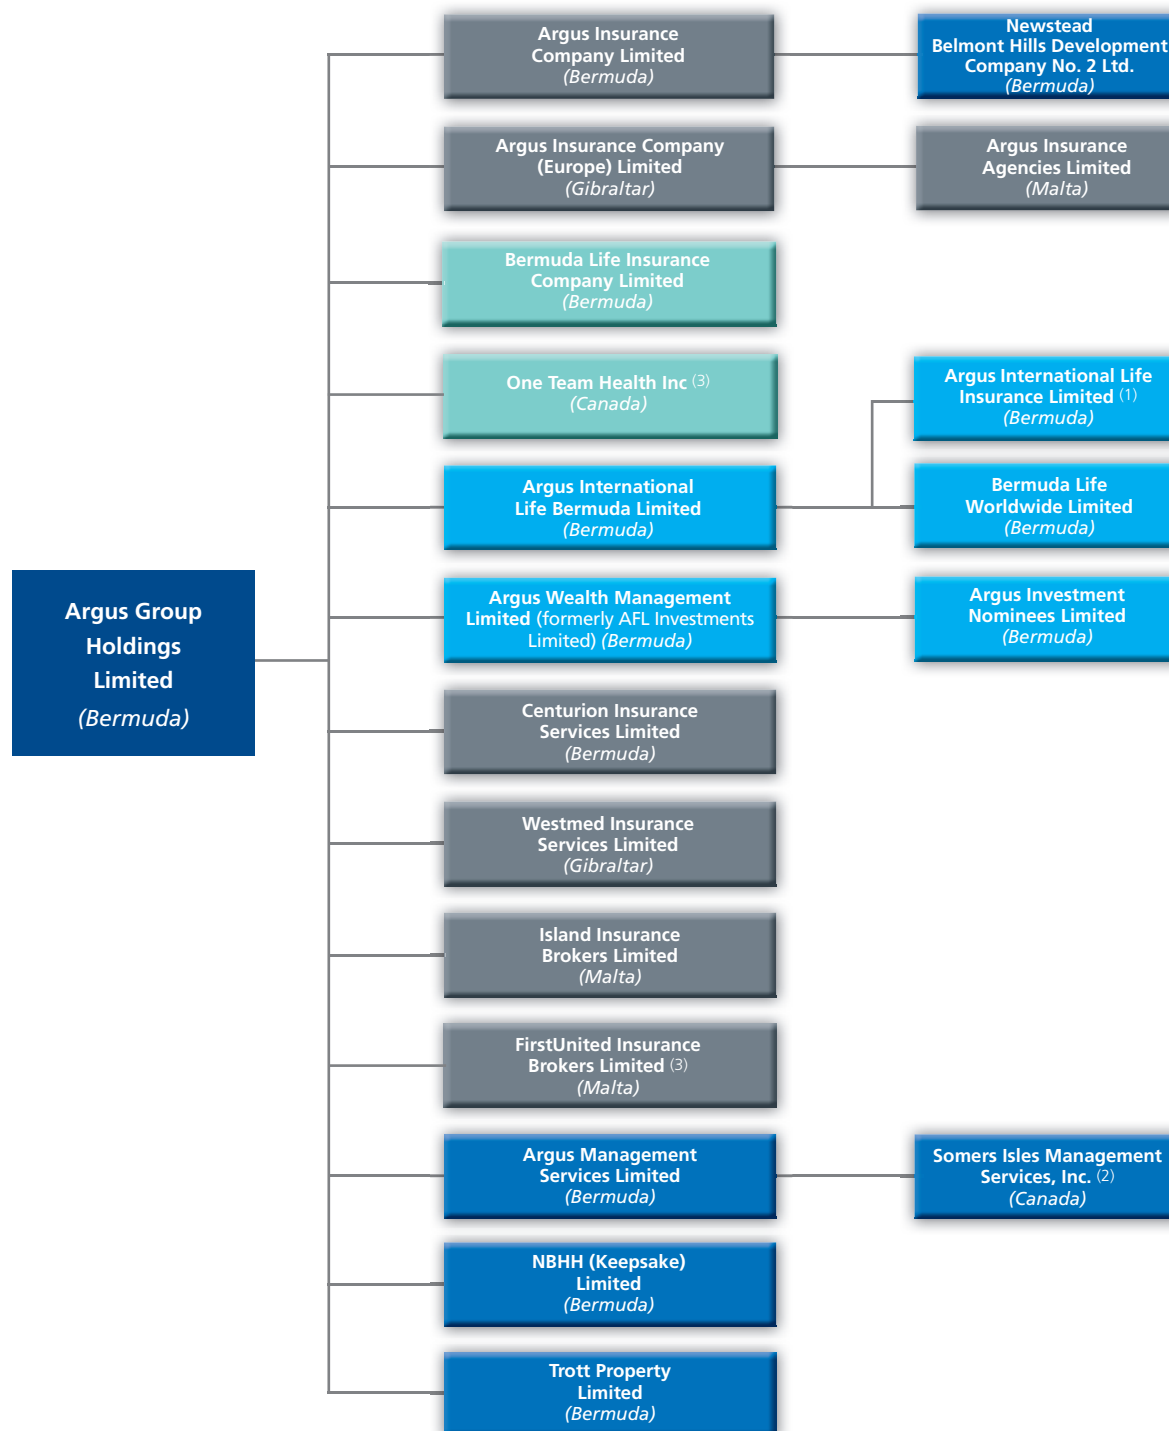 Argus Group
Holdings
Limited
(Bermuda)
Argus Insurance
Company Limited
(Bermuda)
Newstead
Belmont Hills Development
Company No. 2 Ltd.
(Bermuda)
Argus Insurance Company
(Europe) Limited
(Gibraltar)
Argus Insurance
Agencies Limited
(Malta)
Bermuda Life Insurance
Company Limited
(Bermuda)
One Team Health Inc (3)
(Canada)
Argus International
Life Bermuda Limited
(Bermuda)
Argus International Life
Insurance Limited (1)
(Bermuda)
Bermuda Life
Worldwide Limited
(Bermuda)
Argus Wealth Management
Limited (formerly AFL Investments
Limited) (Bermuda)
Argus Investment
Nominees Limited
(Bermuda)
Centurion Insurance
Services Limited
(Bermuda)
Westmed Insurance
Services Limited
(Gibraltar)
Island Insurance
Brokers Limited
(Malta)
FirstUnited Insurance
Brokers Limited (3)
(Malta)
Argus Management
Services Limited
(Bermuda)
Somers Isles Management
Services, Inc. (2)
(Canada)
NBHH (Keepsake)
Limited
(Bermuda)
Trott Property
Limited
(Bermuda)